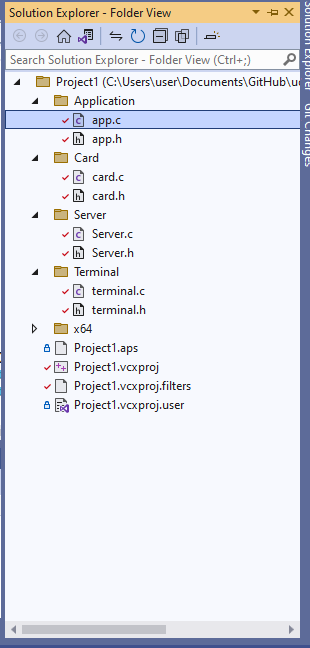 Solution Explorer - Folder View
Search Solution Explorer - Folder View (Ctrl+;)
Project1 (C:\Users\user\Documents\GitHub\
Application
app.c
app.h
Card
card.c
card.h
Server
Server.c
Server.h
Terminal
terminal.c
terminal.h
x64
Project1.aps
Project1.vcxproj
Project1.vcxproj.filters
Project1.vcxproj.user
Solution Explore
Git Changes